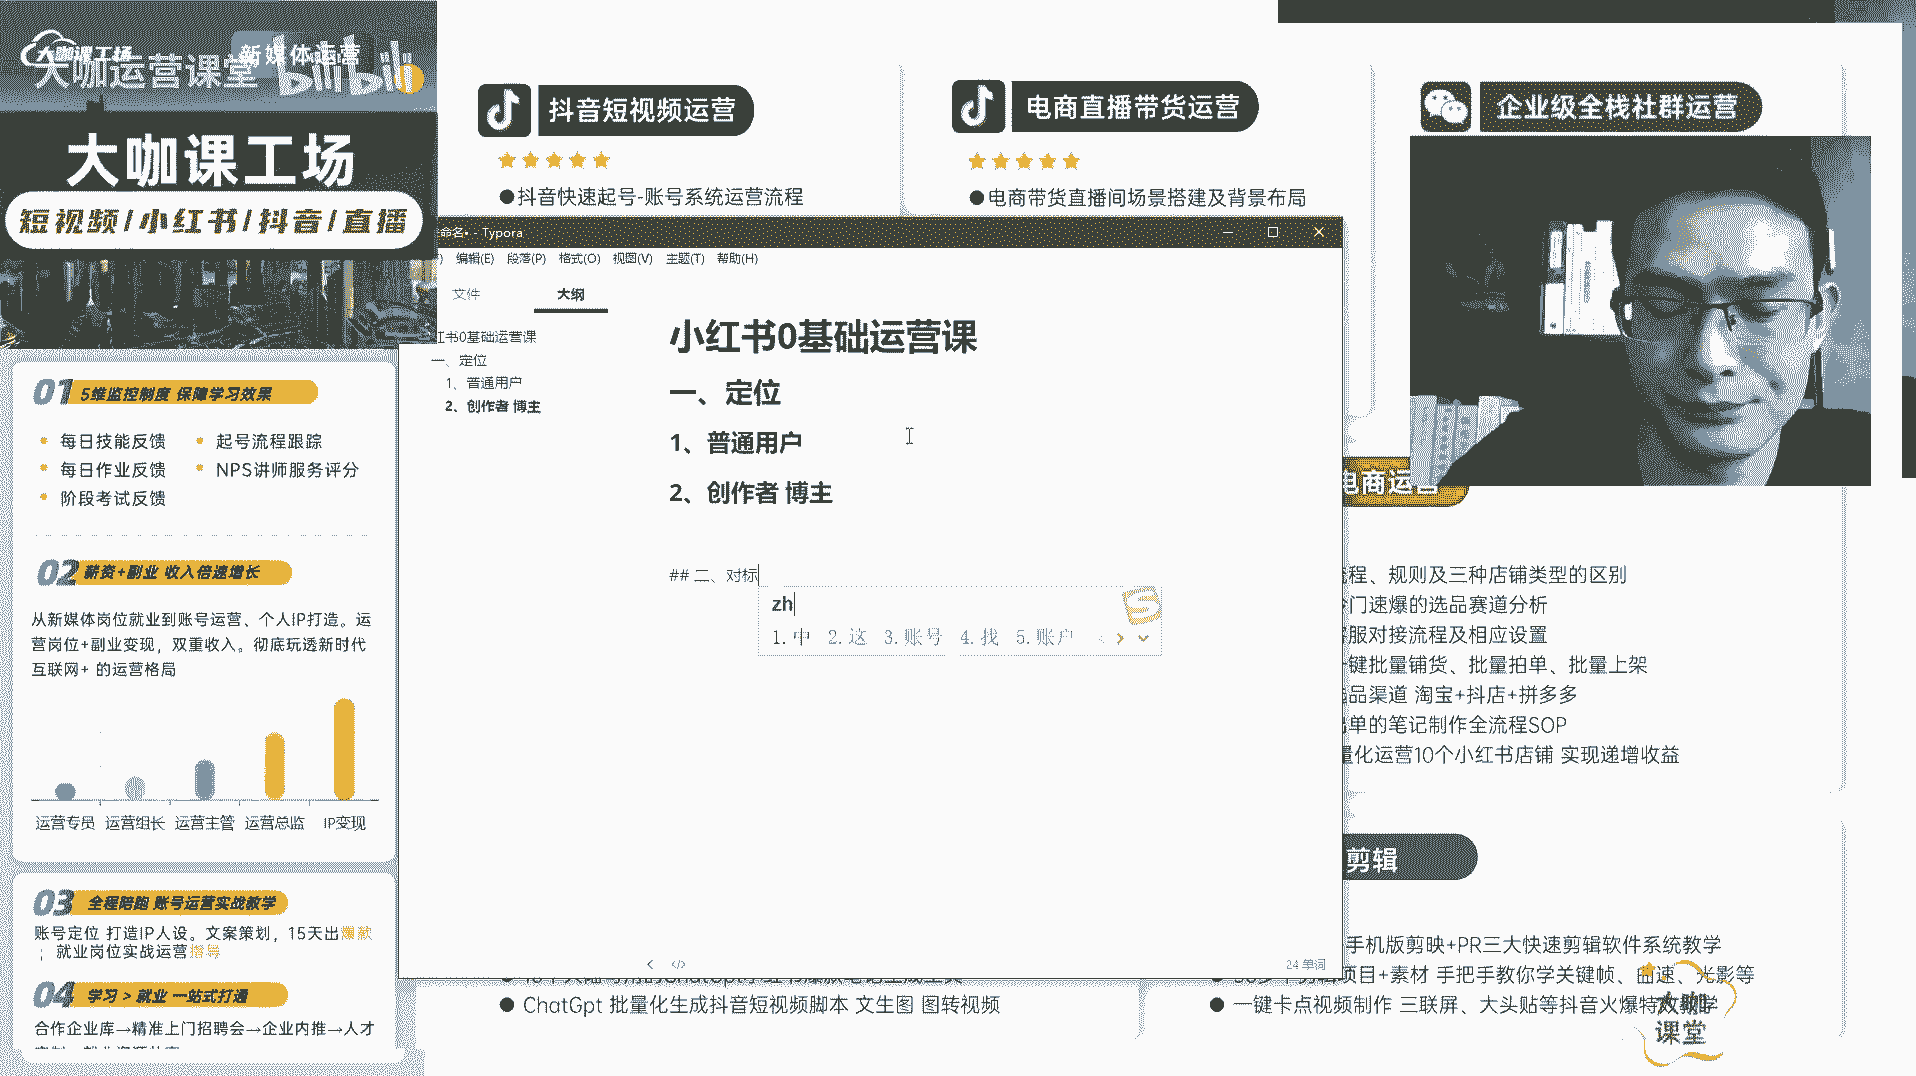 大咖课工场
新媒体运营
大咖运营课堂
bilibili
大咖课工场
短视频/小红书/抖音/直播
01 5维监控制度 保障学习效果
每日技能反馈
起号流程跟踪
每日作业反馈
NPS讲师服务评分
阶段考试反馈
02 薪资+副业 收入倍速增长
从新媒体岗位就业到账号运营、个人IP打造。运
营岗位+副业变现，双重收入。彻底玩透新时代
互联网+ 的运营格局
运营专员 运营组长 运营主管 运营总监 IP变现
03 全程陪跑 账号运营实战教学
账号定位 打造IP人设。文案策划，15天出爆款
；就业岗位实战运营指导
04 学习 > 就业 一站式打通
合作企业库→精准上门招聘会→企业内推→人才
抖音短视频运营
●抖音快速起号-账号系统运营流程
电商直播带货运营
●电商带货直播间场景搭建及背景布局
企业级全栈社群运营
命名• - Typora
编辑(E) 段落(P) 格式(O) 视图(V) 主题(T) 帮助(H)
文件 大纲
红书0基础运营课
一、定位
1、普通用户
2、创作者 博主
小红书0基础运营课
一、定位
1、普通用户
2、创作者 博主
## 二、对标
zh
1.中 2.这 3.账号 4.找 5.账户
24 单词
电商运营
程、规则及三种店铺类型的区别
冷门速爆的选品赛道分析
客服对接流程及相应设置
一键批量铺货、批量拍单、批量上架
选品渠道 淘宝+抖店+拼多多
出单的笔记制作全流程SOP
量化运营10个小红书店铺 实现递增收益
剪辑
手机版剪映+PR三大快速剪辑软件系统教学
项目+素材 手把手教你学关键帧、曲速、光影等
● 一键卡点视频制作 三联屏、大头贴等抖音火爆特效教学
● ChatGpt 批量化生成抖音短视频脚本 文生图 图转视频
大咖
课堂